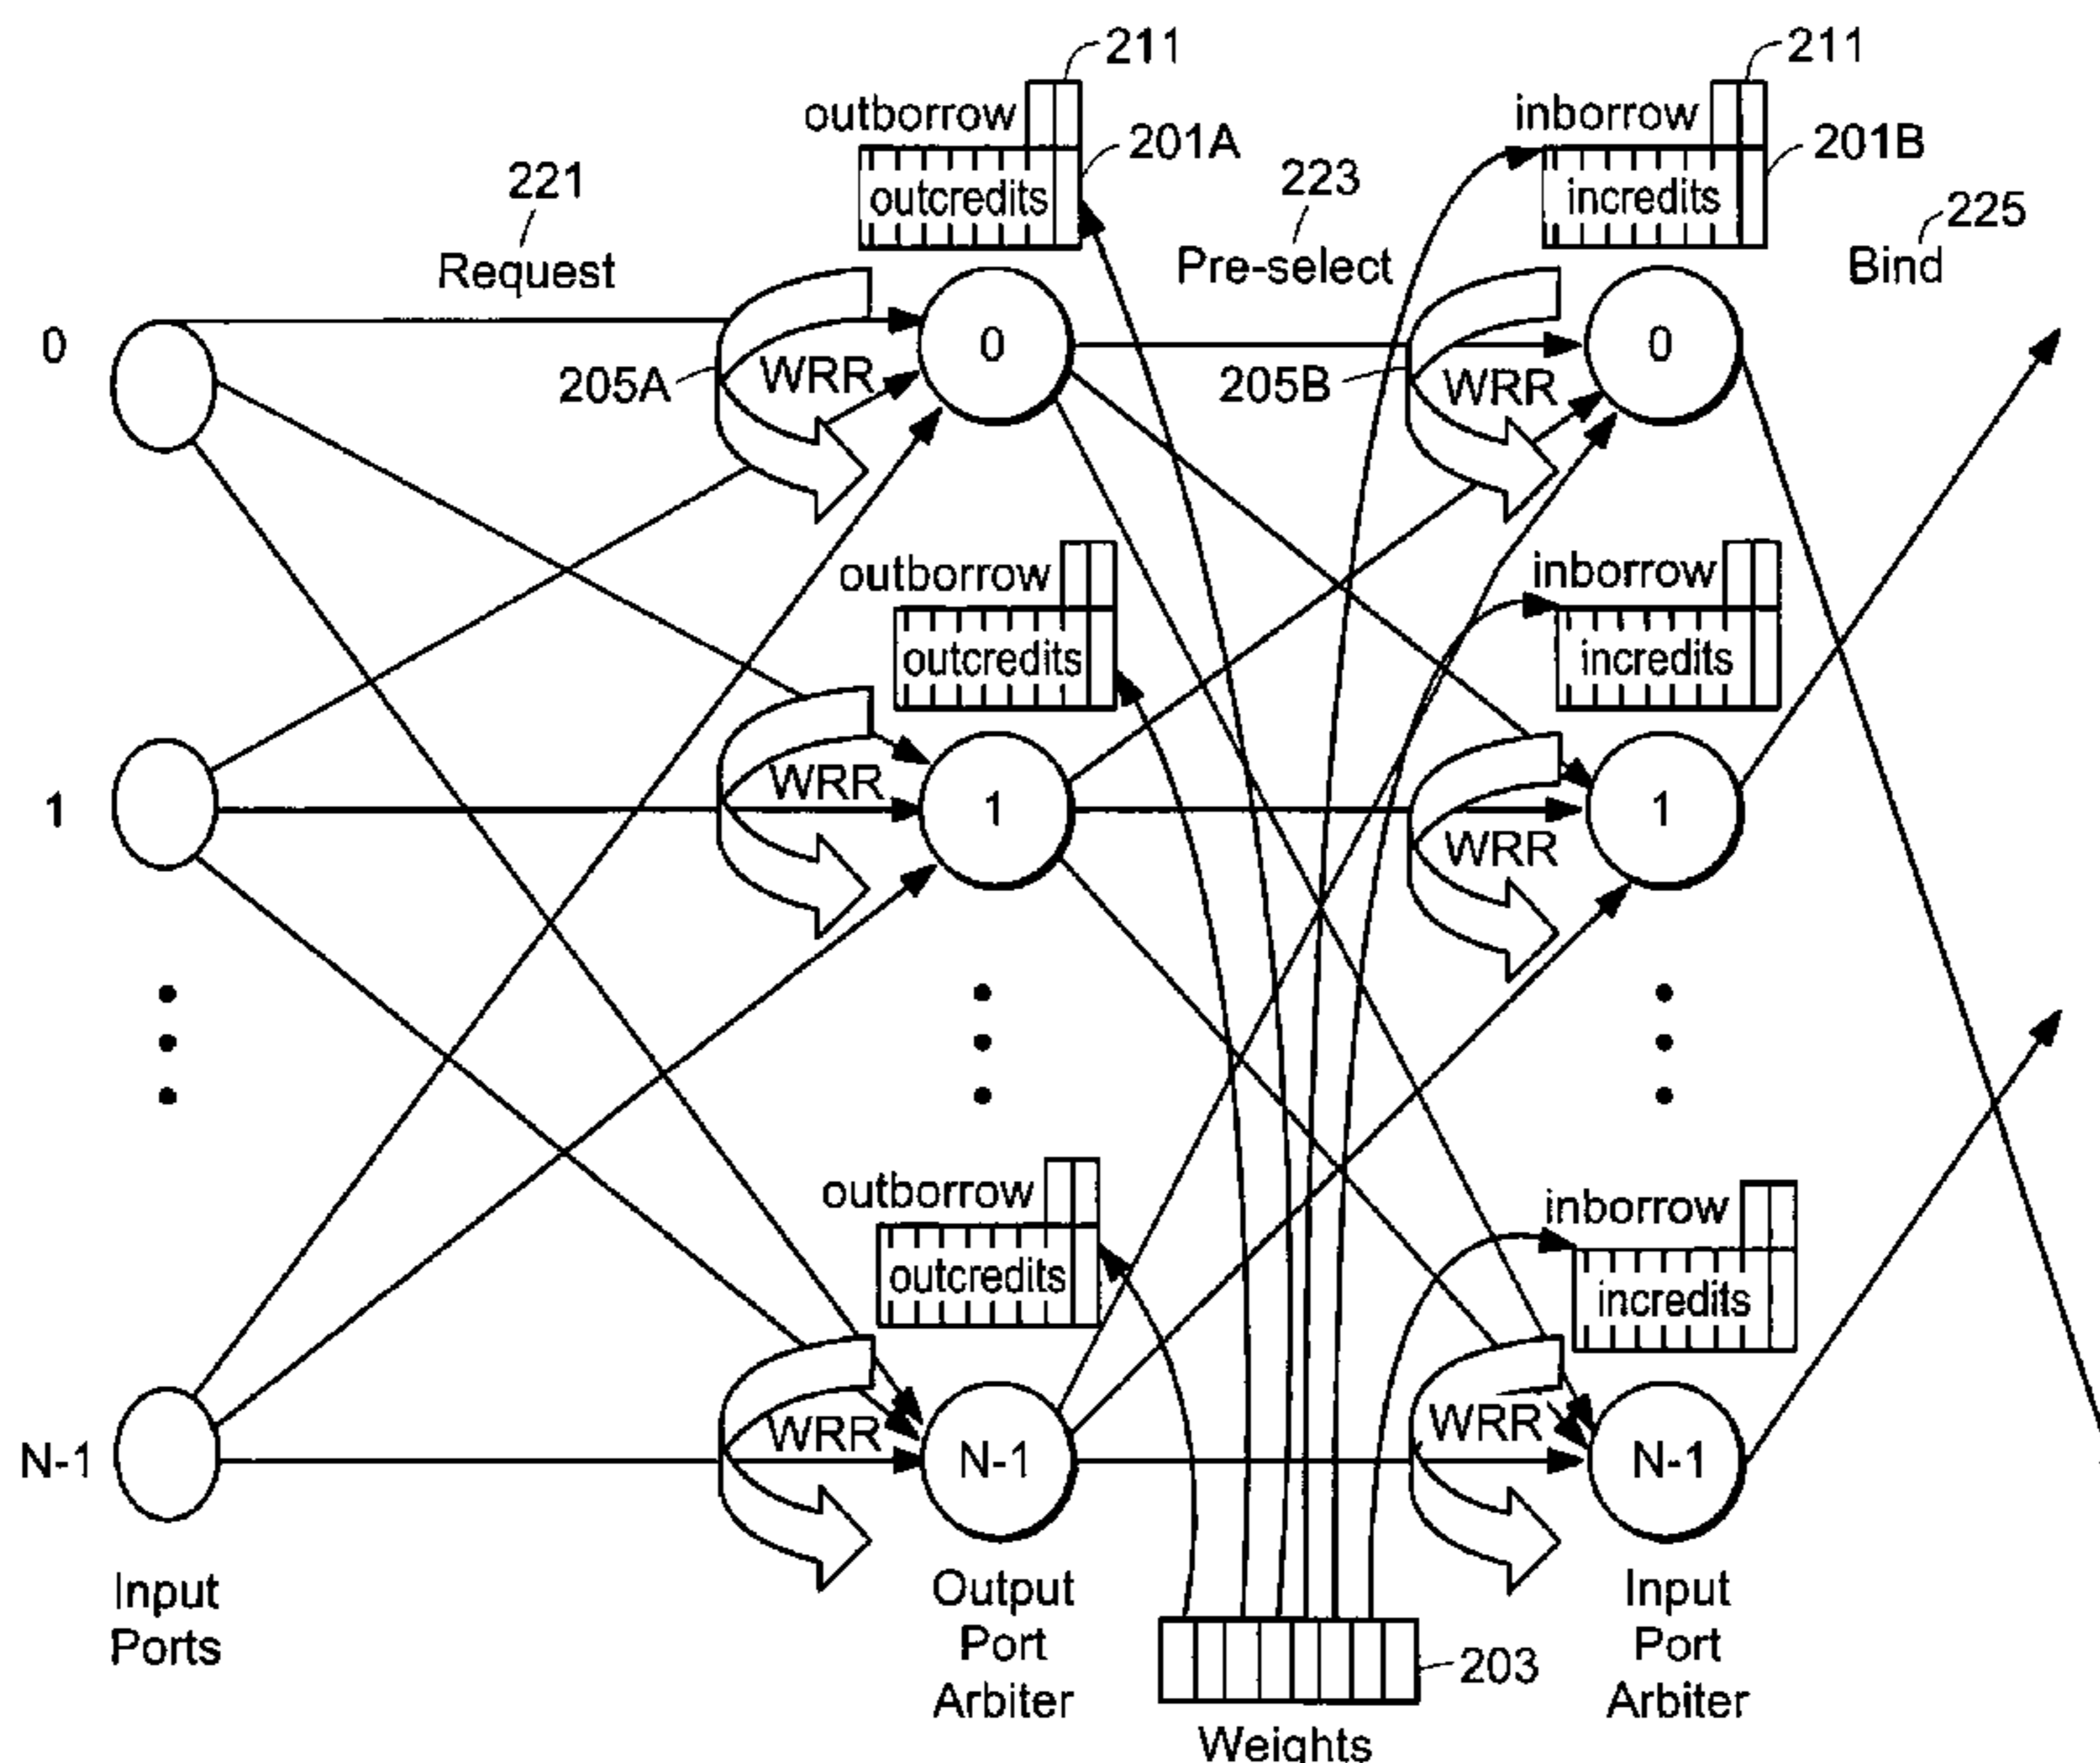 211
211
outborrow
inborrow
201A
201B
221
223
225
outcredits
incredits
Request
Pre-select
Bind
0
0
0
205A
WRR
205B
WRR
outborrow
inborrow
outcredits
incredits
1
WRR
1
WRR
1
outborrow
inborrow
outcredits
incredits
N-1
WRR
N-1
WRR
N-1
Input
Ports
Output
Port
Arbiter
Input
Port
Arbiter
203
Weights